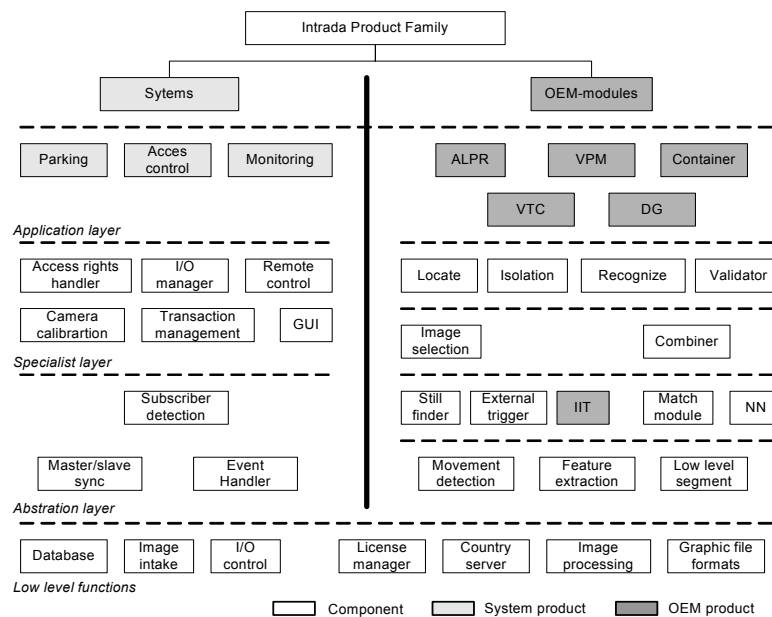 Intrada Product Family
Sytems
OEM-modules
Parking
Acces
control
Monitoring
ALPR
VPM
Container
VTC
DG
Application layer
Access rights
handler
I/O
manager
Remote
control
Locate
Isolation
Recognize
Validator
Camera
calibrartion
Transaction
management
GUI
Image
selection
Combiner
Specialist layer
Subscriber
detection
Still
finder
External
trigger
IIT
Match
module
NN
Master/slave
sync
Event
Handler
Movement
detection
Feature
extraction
Low level
segment
Abstration layer
Database
Image
intake
I/O
control
License
manager
Country
server
Image
processing
Graphic file
formats
Low level functions
Component
System product
OEM product